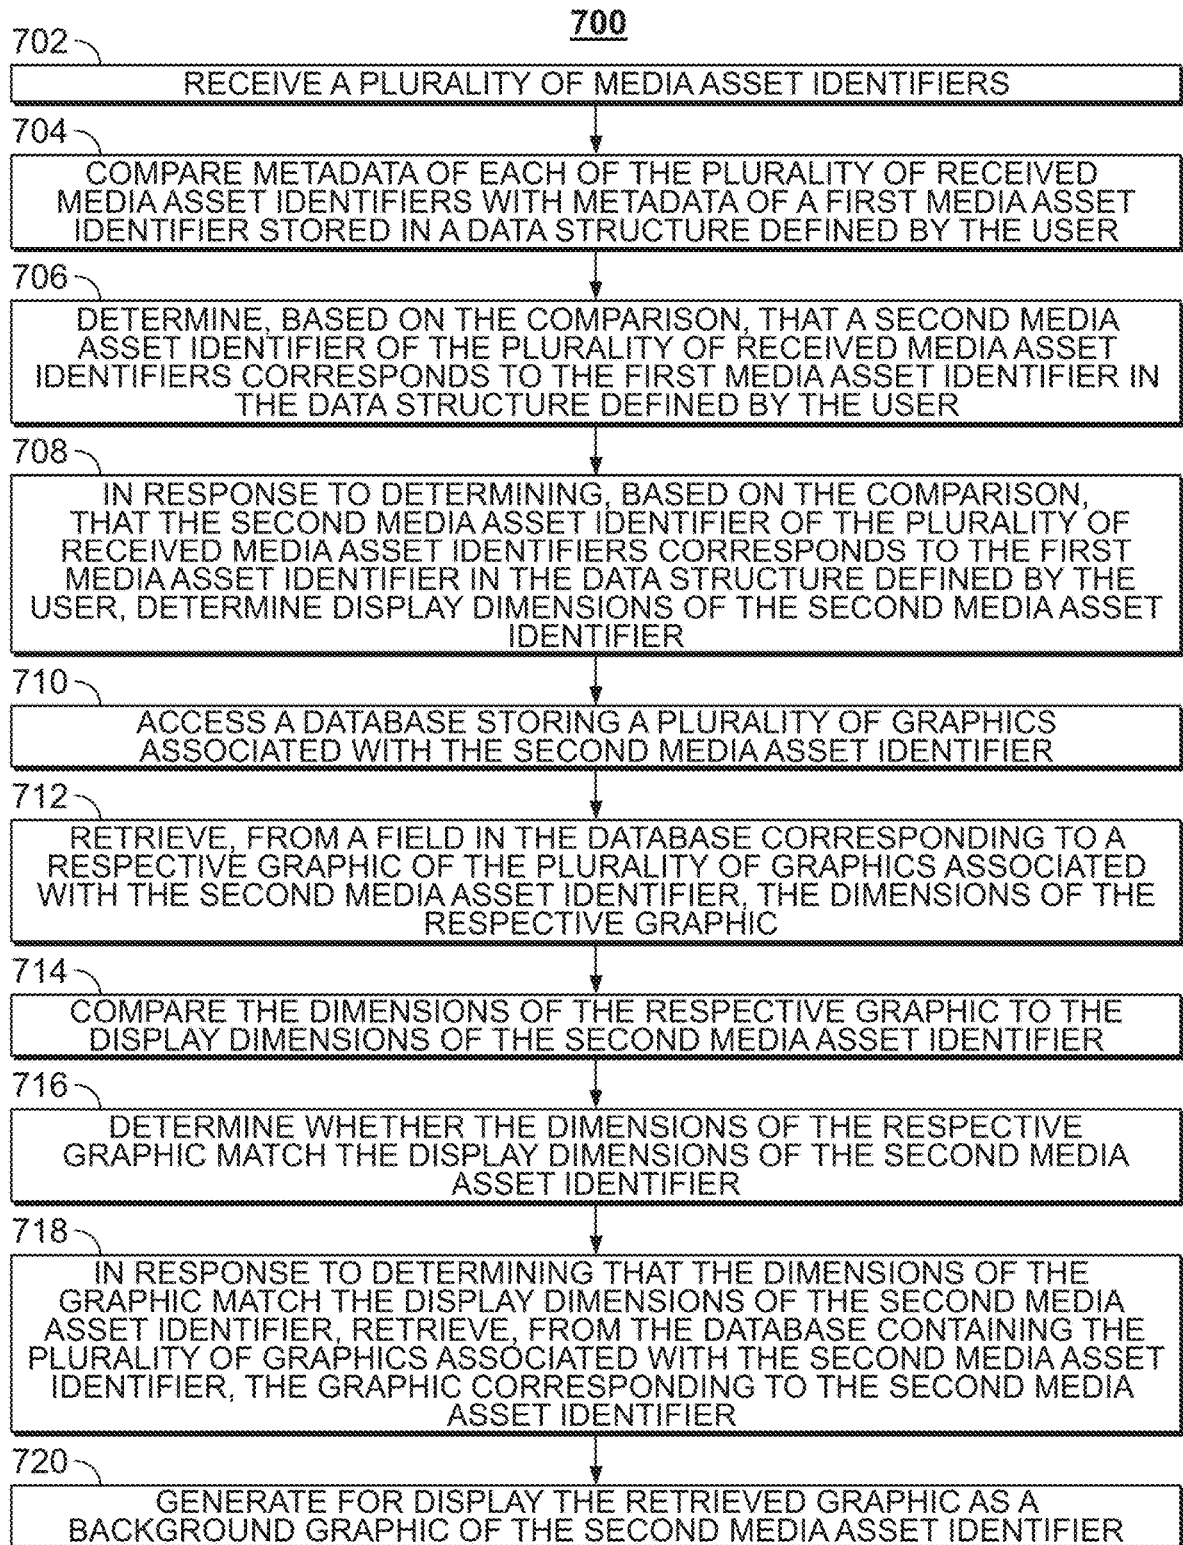 700
702
RECEIVE A PLURALITY OF MEDIA ASSET IDENTIFIERS
704
COMPARE METADATA OF EACH OF THE PLURALITY OF RECEIVED
MEDIA ASSET IDENTIFIERS WITH METADATA OF A FIRST MEDIA ASSET
IDENTIFIER STORED IN A DATA STRUCTURE DEFINED BY THE USER
706
DETERMINE, BASED ON THE COMPARISON, THAT A SECOND MEDIA
ASSET IDENTIFIER OF THE PLURALITY OF RECEIVED MEDIA ASSET
IDENTIFIERS CORRESPONDS TO THE FIRST MEDIA ASSET IDENTIFIER IN
THE DATA STRUCTURE DEFINED BY THE USER
708
IN RESPONSE TO DETERMINING, BASED ON THE COMPARISON,
THAT THE SECOND MEDIA ASSET IDENTIFIER OF THE PLURALITY OF
RECEIVED MEDIA ASSET IDENTIFIERS CORRESPONDS TO THE FIRST
MEDIA ASSET IDENTIFIER IN THE DATA STRUCTURE DEFINED BY THE
USER, DETERMINE DISPLAY DIMENSIONS OF THE SECOND MEDIA ASSET
IDENTIFIER
710
ACCESS A DATABASE STORING A PLURALITY OF GRAPHICS
ASSOCIATED WITH THE SECOND MEDIA ASSET IDENTIFIER
712
RETRIEVE, FROM A FIELD IN THE DATABASE CORRESPONDING TO A
RESPECTIVE GRAPHIC OF THE PLURALITY OF GRAPHICS ASSOCIATED
WITH THE SECOND MEDIA ASSET IDENTIFIER, THE DIMENSIONS OF THE
RESPECTIVE GRAPHIC
714
COMPARE THE DIMENSIONS OF THE RESPECTIVE GRAPHIC TO THE
DISPLAY DIMENSIONS OF THE SECOND MEDIA ASSET IDENTIFIER
716
DETERMINE WHETHER THE DIMENSIONS OF THE RESPECTIVE
GRAPHIC MATCH THE DISPLAY DIMENSIONS OF THE SECOND MEDIA
ASSET IDENTIFIER
718
IN RESPONSE TO DETERMINING THAT THE DIMENSIONS OF THE
GRAPHIC MATCH THE DISPLAY DIMENSIONS OF THE SECOND MEDIA
ASSET IDENTIFIER, RETRIEVE, FROM THE DATABASE CONTAINING THE
PLURALITY OF GRAPHICS ASSOCIATED WITH THE SECOND MEDIA ASSET
IDENTIFIER, THE GRAPHIC CORRESPONDING TO THE SECOND MEDIA
ASSET IDENTIFIER
720
GENERATE FOR DISPLAY THE RETRIEVED GRAPHIC AS A
BACKGROUND GRAPHIC OF THE SECOND MEDIA ASSET IDENTIFIER